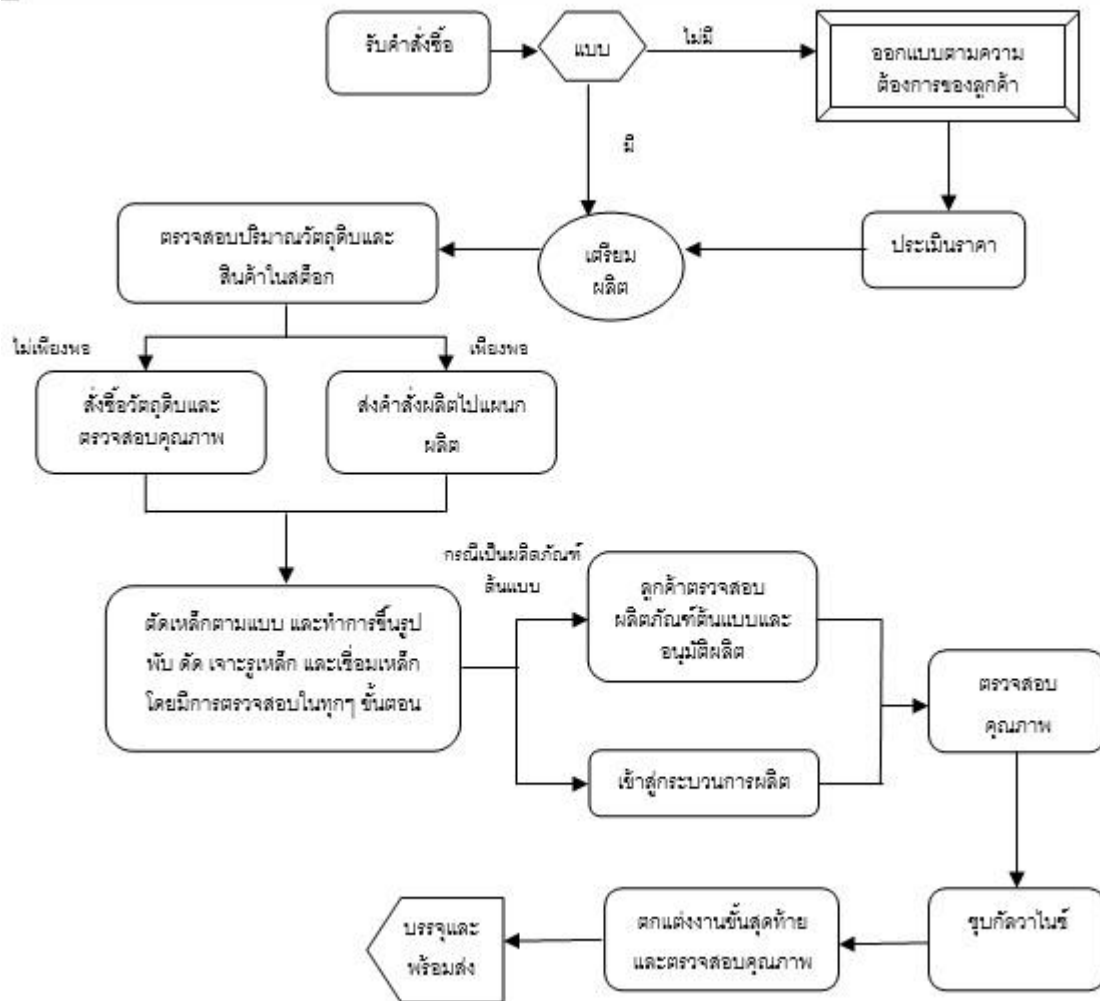 รับคำสั่งซื้อ
แบบ
ไม่มี
ออกแบบตามความ
ต้องการของลูกค้า
มี
ตรวจสอบปริมาณวัตถุดิบและ
สินค้าในสต็อก
เตรียม
ผลิต
ประเมินราคา
ไม่เพียงพอ
เพียงพอ
สั่งซื้อวัตถุดิบและ
ตรวจสอบคุณภาพ
ส่งคำสั่งผลิตไปแผนก
ผลิต
กรณีเป็นผลิตภัณฑ์
ต้นแบบ
ตัดเหล็กตามแบบ และทำการขึ้นรูป
พับ ดัด เจาะรูเหล็ก และเชื่อมเหล็ก
โดยมีการตรวจสอบในทุกๆ ขั้นตอน
ลูกค้าตรวจสอบ
ผลิตภัณฑ์ต้นแบบและ
อนุมัติผลิต
เข้าสู่กระบวนการผลิต
ตรวจสอบ
คุณภาพ
ชุบกัลวาไนซ์
ตกแต่งงานขั้นสุดท้าย
และตรวจสอบคุณภาพ
บรรจุและ
พร้อมส่ง